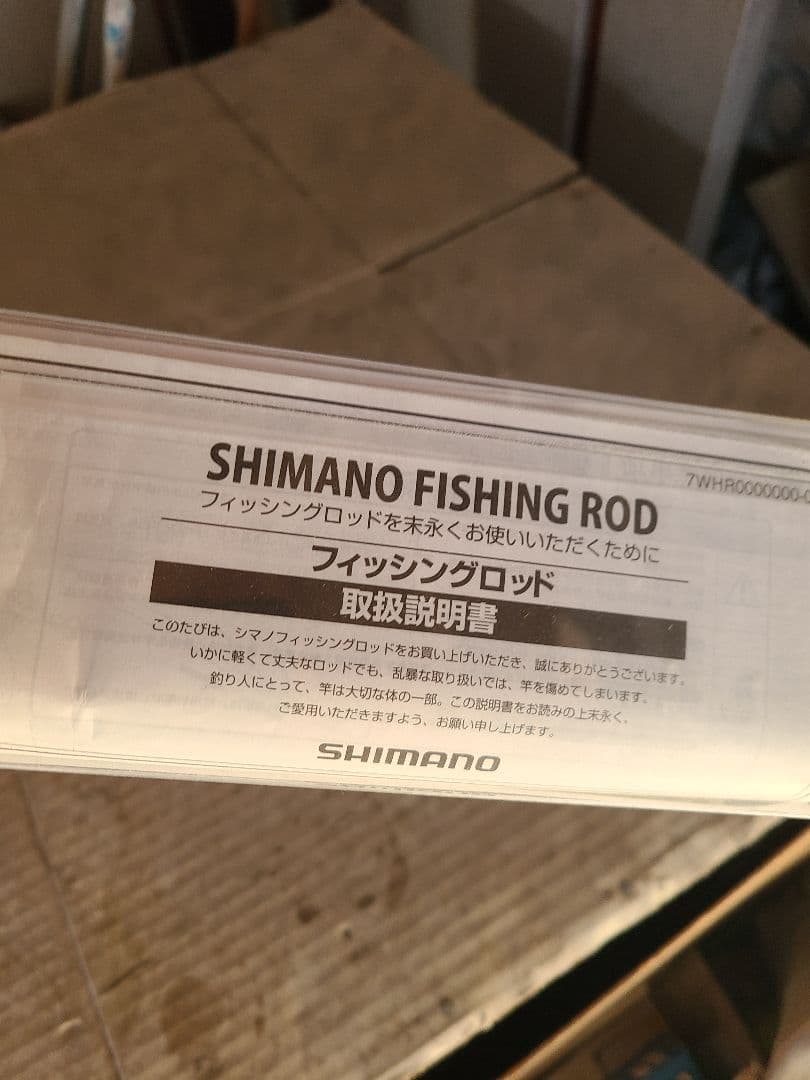 SHIMANO FISHING ROD
7WHR0000000-0
フィッシングロッドを末永くお使いいただくために
フィッシングロッド
取扱説明書
このたびは、シマノフィッシングロッドをお買い上げいただき、誠にありがとうございます。
いかに軽くて丈夫なロッドでも、乱暴な取り扱いでは、竿を傷めてしまいます。
釣り人にとって、竿は大切な体の一部。この説明書をお読みの上末永く、
ご愛用いただきますよう、お願い申し上げます。
SHIMANO